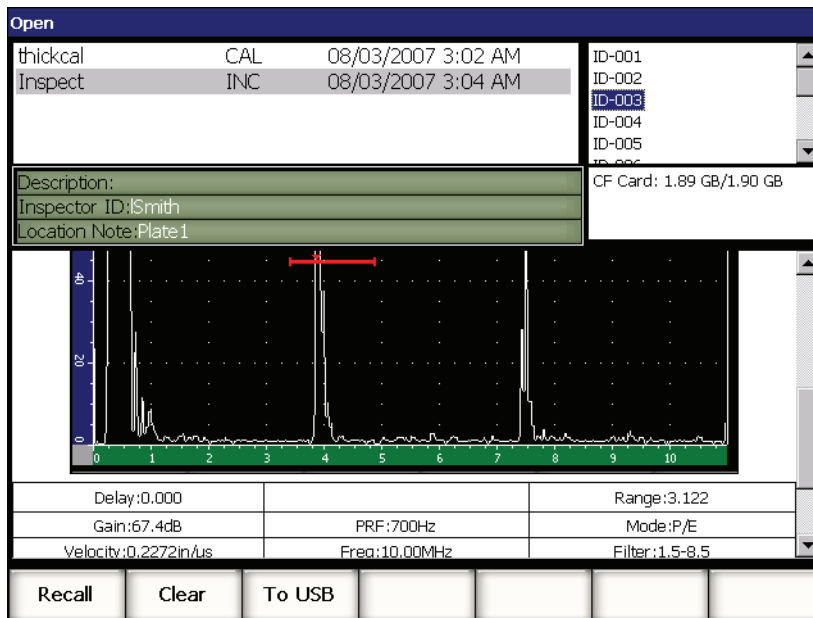 Open
thickcal CAL 08/03/2007 3:02 AM
Inspect INC 08/03/2007 3:04 AM
ID-001
ID-002
ID-003
ID-004
ID-005
ID-006
Description:
Inspector ID:JSmith
Location Note:Plate1
CF Card: 1.89 GB/1.90 GB
40
20
0
0 1 2 3 4 5 6 7 8 9 10
Delay:0.000 Range:3.122
Gain:67.4dB PRF:700Hz Mode:P/E
Velocity:0.2272in/us Freq:10.00MHz Filter:1.5-8.5
Recall Clear To USB